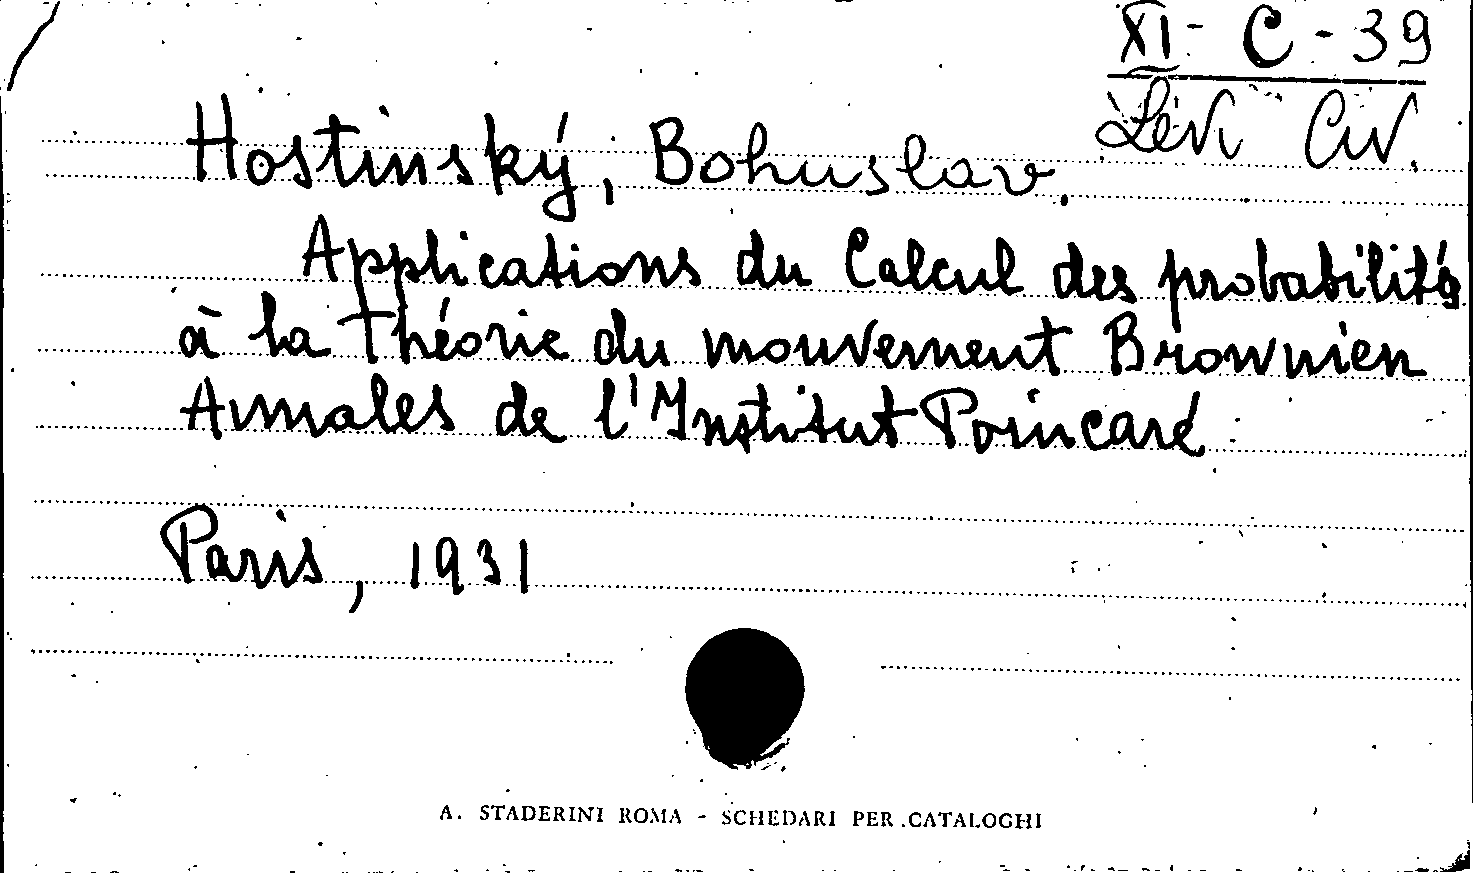 XI - C - 39
Lèvi Civ.
Hostinský, Bohuslav.
Applications du Calcul des probabilités
à la théorie du mouvement Brownien
Annales de l'Institut Poincaré
Paris, 1931
A. STADERINI ROMA - SCHEDARI PER CATALOGHI